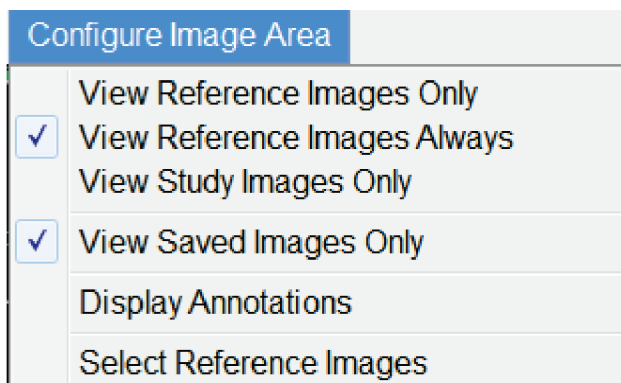 Configure Image Area
View Reference Images Only
View Reference Images Always
View Study Images Only
View Saved Images Only
Display Annotations
Select Reference Images